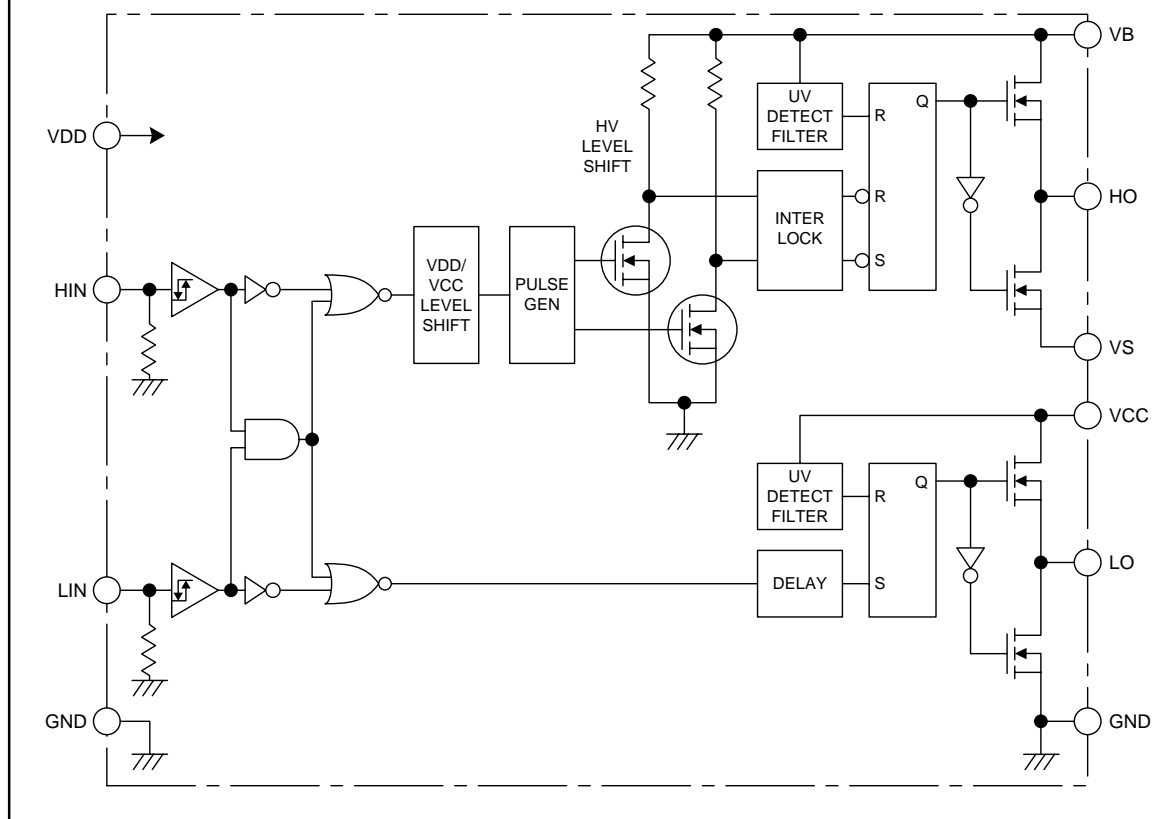 VB
UV
DETECT
FILTER
R
Q
VDD
HV
LEVEL
SHIFT
INTER
LOCK
R
S
HO
HIN
VDD/
VCC
LEVEL
SHIFT
PULSE
GEN
VS
VCC
UV
DETECT
FILTER
R
Q
LIN
DELAY
S
LO
GND
GND